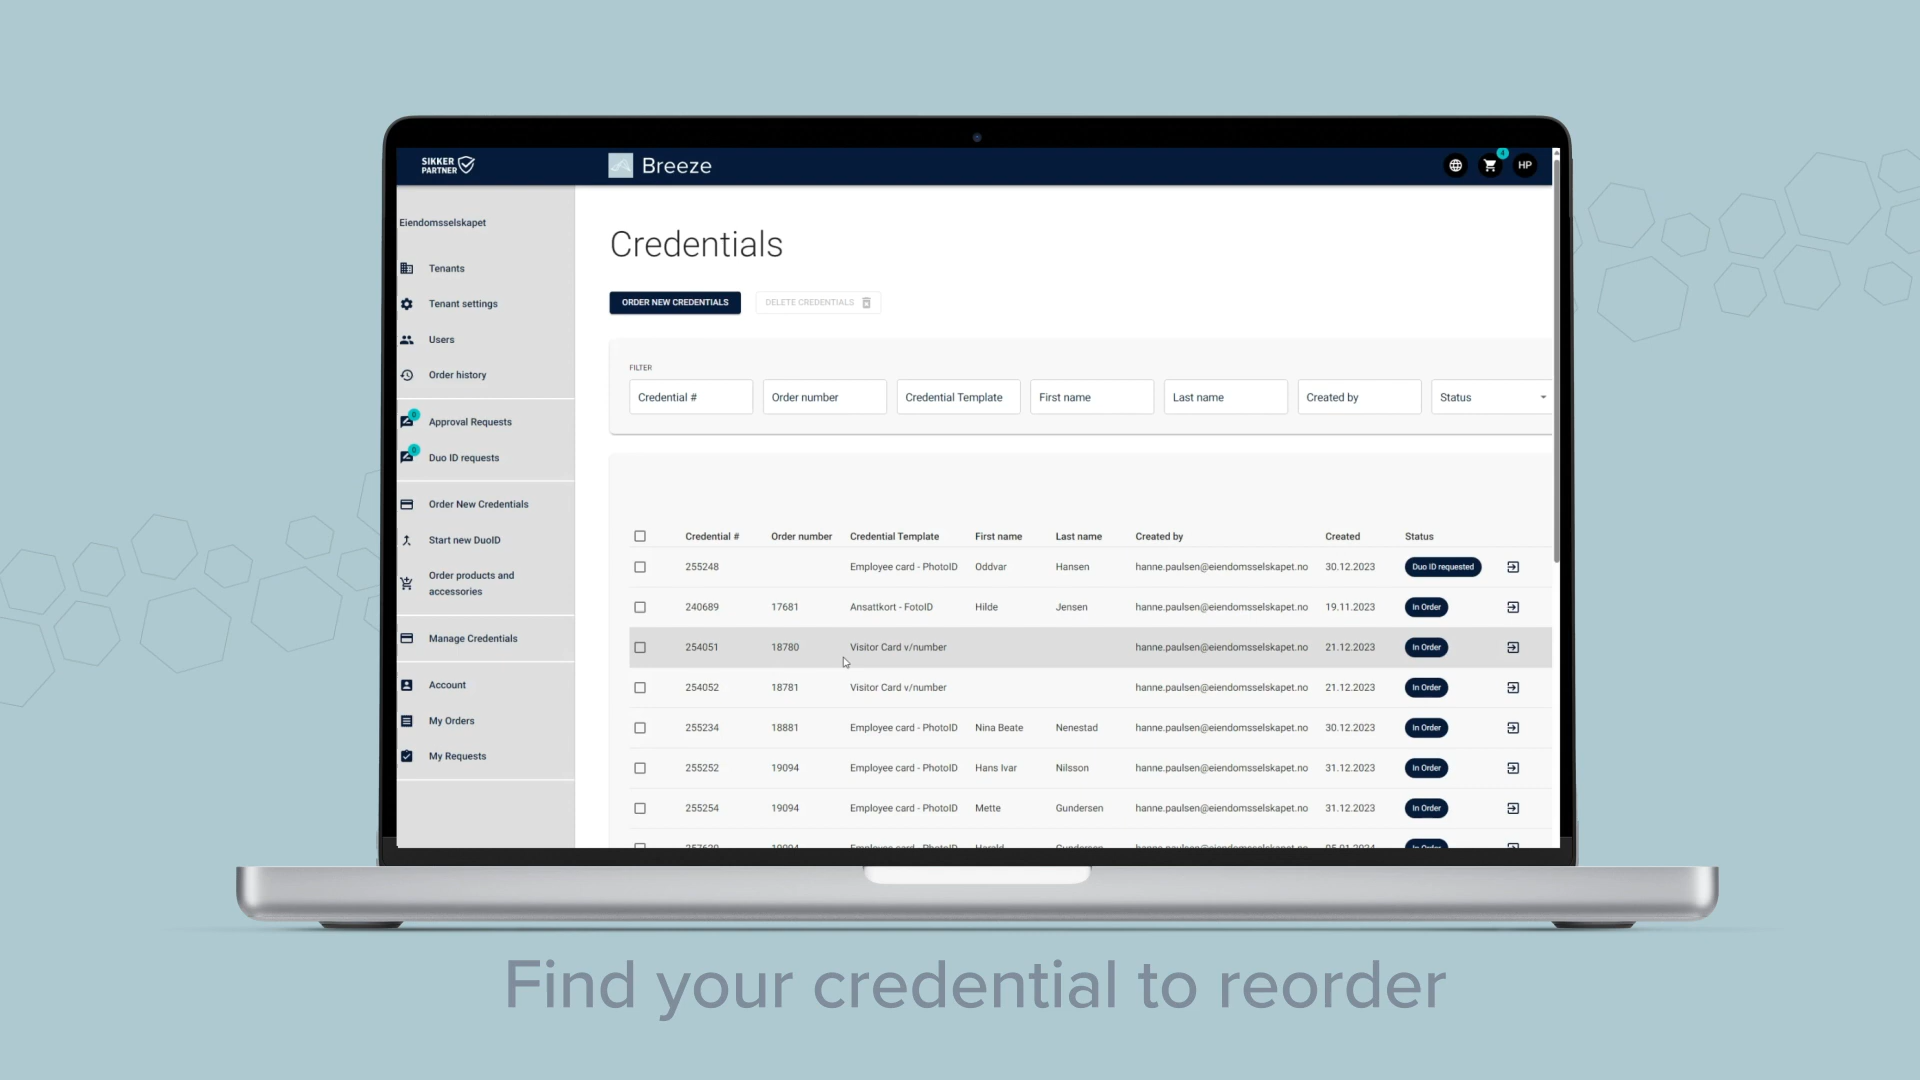 SIKKER
PARTNER
Breeze
4
HP
Eiendomsselskapet
Tenants
Tenant settings
Users
Order history
0
Approval Requests
0
Duo ID requests
Order New Credentials
Start new DuoID
Order products and
accessories
Manage Credentials
Account
My Orders
My Requests
Credentials
ORDER NEW CREDENTIALS DELETE CREDENTIALS
FILTER
Credential # Order number Credential Template First name Last name Created by Status
Credential # Order number Credential Template First name Last name Created by Created Status
255248 Employee card - PhotoID Oddvar Hansen hanne.paulsen@eiendomsselskapet.no 30.12.2023 Duo ID requested
240689 17681 Ansattkort - FotoID Hilde Jensen hanne.paulsen@eiendomsselskapet.no 19.11.2023 In Order
254051 18780 Visitor Card v/number hanne.paulsen@eiendomsselskapet.no 21.12.2023 In Order
254052 18781 Visitor Card v/number hanne.paulsen@eiendomsselskapet.no 21.12.2023 In Order
255234 18881 Employee card - PhotoID Nina Beate Nenestad hanne.paulsen@eiendomsselskapet.no 30.12.2023 In Order
255252 19094 Employee card - PhotoID Hans Ivar Nilsson hanne.paulsen@eiendomsselskapet.no 31.12.2023 In Order
255254 19094 Employee card - PhotoID Mette Gundersen hanne.paulsen@eiendomsselskapet.no 31.12.2023 In Order
Find your credential to reorder